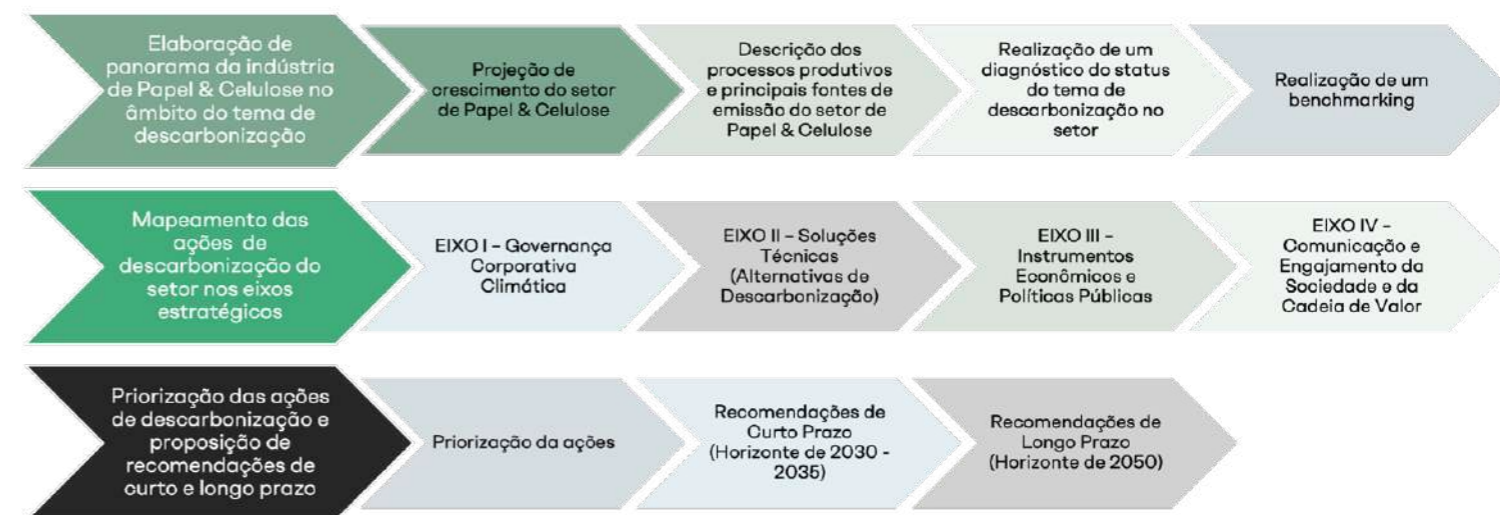 Elaboração de
panorama da indústria
de Papel & Celulose no
âmbito do tema de
descarbonização
Projeção de
crescimento do setor
de Papel & Celulose
Descrição dos
processos produtivos
e principais fontes de
emissão do setor de
Papel & Celulose
Realização de um
diagnóstico do status
do tema de
descarbonização no
setor
Realização de um
benchmarking
Mapeamento das
ações de
descarbonização do
setor nos eixos
estratégicos
EIXO I – Governança
Corporativa
Climática
EIXO II – Soluções
Técnicas
(Alternativas de
Descarbonização)
EIXO III –
Instrumentos
Econômicos e
Políticas Públicas
EIXO IV –
Comunicação e
Engajamento da
Sociedade e da
Cadeia de Valor
Priorização das ações
de descarbonização e
proposição de
recomendações de
curto e longo prazo
Priorização da ações
Recomendações de
Curto Prazo
(Horizonte de 2030 -
2035)
Recomendações de
Longo Prazo
(Horizonte de 2050)